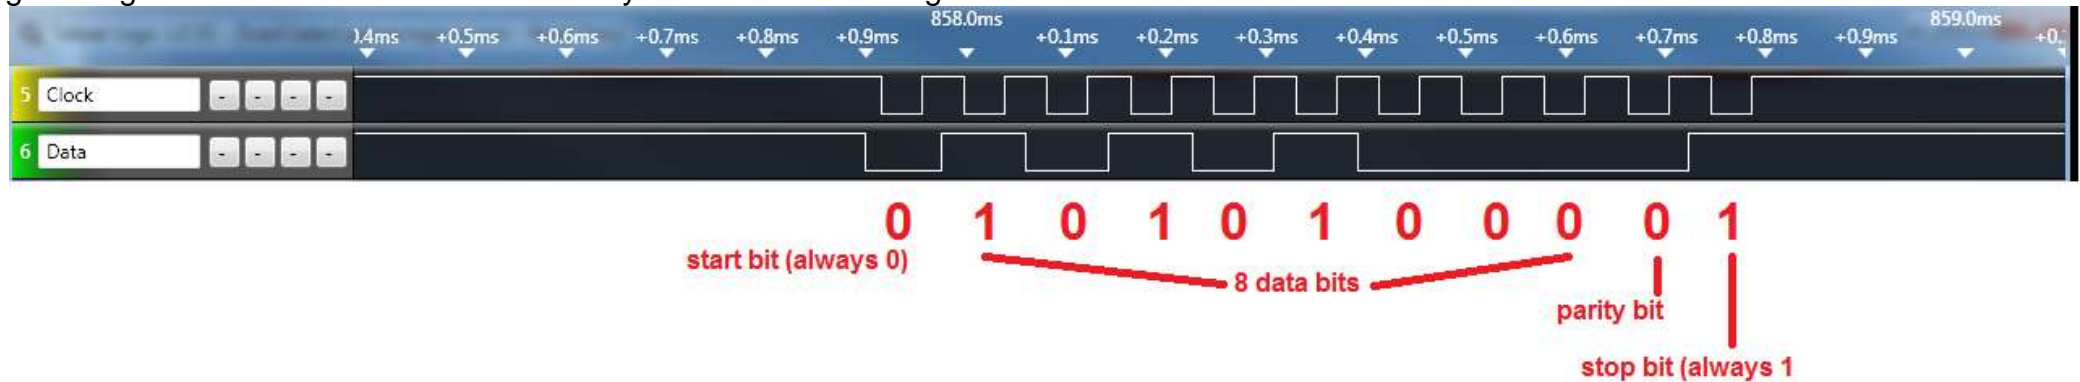 858.0ms 859.0ms
).4ms +0.5ms +0.6ms +0.7ms +0.8ms +0.9ms +0.1ms +0.2ms +0.3ms +0.4ms +0.5ms +0.6ms +0.7ms +0.8ms +0.9ms +0.
5 Clock - - - -
6 Data - - - -
0 1 0 1 0 1 0 0 0 0 1
start bit (always 0)
8 data bits
parity bit
stop bit (always 1